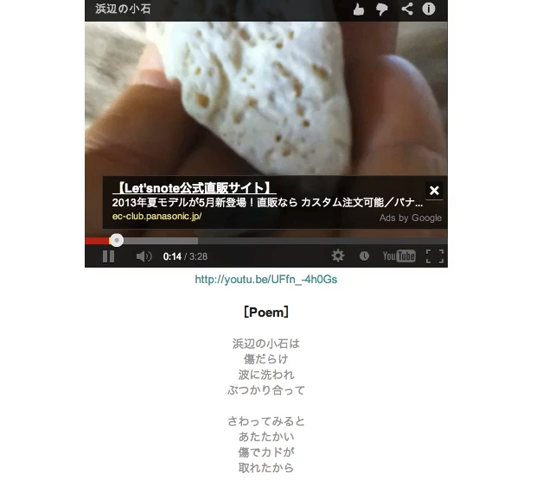 浜辺の小石
【Let'snote公式直販サイト】
2013年夏モデルが5月新登場！直販なら カスタム注文可能／パナ...
ec-club.panasonic.jp/
Ads by Google
0:14 / 3:28
YouTube
http://youtu.be/UFfn_-4h0Gs
［Poem］
浜辺の小石は
傷だらけ
波に洗われ
ぶつかり合って
さわってみると
あたたかい
傷でカドが
取れたから